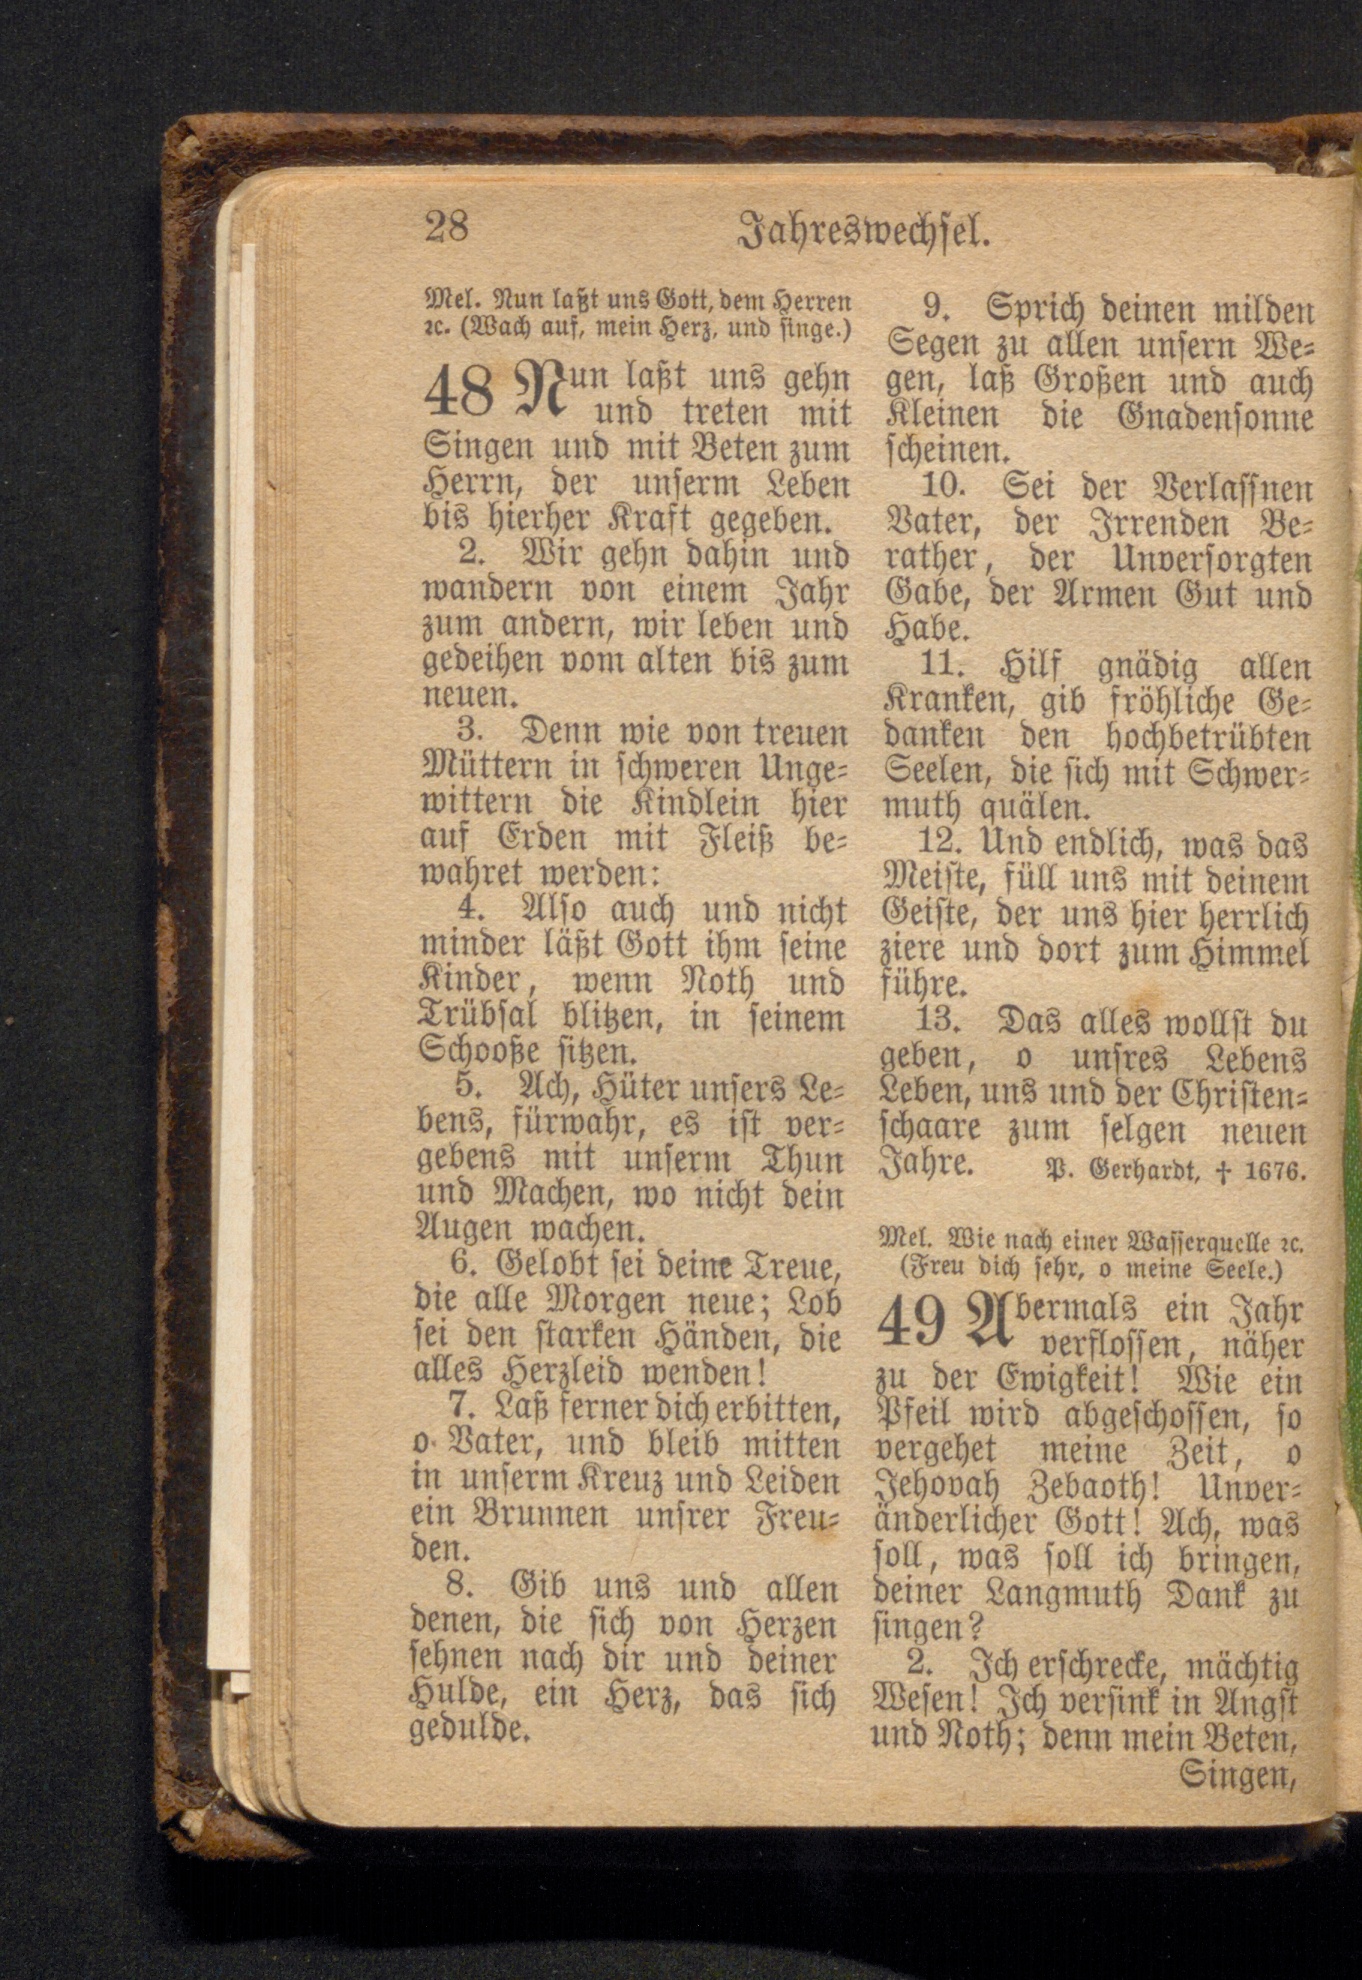 28
Jahreswechsel.
Mel. Nun laßt uns Gott, dem Herren
ꝛc. (Wach auf, mein Herz, und singe.)
48 Nun laßt uns gehn
und treten mit
Singen und mit Beten zum
Herrn, der unserm Leben
bis hierher Kraft gegeben.
2. Wir gehn dahin und
wandern von einem Jahr
zum andern, wir leben und
gedeihen vom alten bis zum
neuen.
3. Denn wie von treuen
Müttern in schweren Unge-
wittern die Kindlein hier
auf Erden mit Fleiß be-
wahret werden:
4. Also auch und nicht
minder läßt Gott ihm seine
Kinder, wenn Noth und
Trübsal blitzen, in seinem
Schooße sitzen.
5. Ach, Hüter unsers Le-
bens, fürwahr, es ist ver-
gebens mit unserm Thun
und Machen, wo nicht dein
Augen wachen.
6. Gelobt sei deine Treue,
die alle Morgen neue; Lob
sei den starken Händen, die
alles Herzleid wenden!
7. Laß ferner dich erbitten,
o Vater, und bleib mitten
in unserm Kreuz und Leiden
ein Brunnen unsrer Freu-
den.
8. Gib uns und allen
denen, die sich von Herzen
sehnen nach dir und deiner
Hulde, ein Herz, das sich
gedulde.
9. Sprich deinen milden
Segen zu allen unsern We-
gen, laß Großen und auch
Kleinen die Gnadensonne
scheinen.
10. Sei der Verlassnen
Vater, der Irrenden Be-
rather, der Unversorgten
Gabe, der Armen Gut und
Habe.
11. Hilf gnädig allen
Kranken, gib fröhliche Ge-
danken den hochbetrübten
Seelen, die sich mit Schwer-
muth quälen.
12. Und endlich, was das
Meiste, füll uns mit deinem
Geiste, der uns hier herrlich
ziere und dort zum Himmel
führe.
13. Das alles wollst du
geben, o unsres Lebens
Leben, uns und der Christen-
schaare zum selgen neuen
Jahre. P. Gerhardt, † 1676.
Mel. Wie nach einer Wasserquelle ꝛc.
(Freu dich sehr, o meine Seele.)
49 Abermals ein Jahr
verflossen, näher
zu der Ewigkeit! Wie ein
Pfeil wird abgeschossen, so
vergehet meine Zeit, o
Jehovah Zebaoth! Unver-
änderlicher Gott! Ach, was
soll, was soll ich bringen,
deiner Langmuth Dank zu
singen?
2. Ich erschrecke, mächtig
Wesen! Ich versink in Angst
und Noth; denn mein Beten,
Singen,